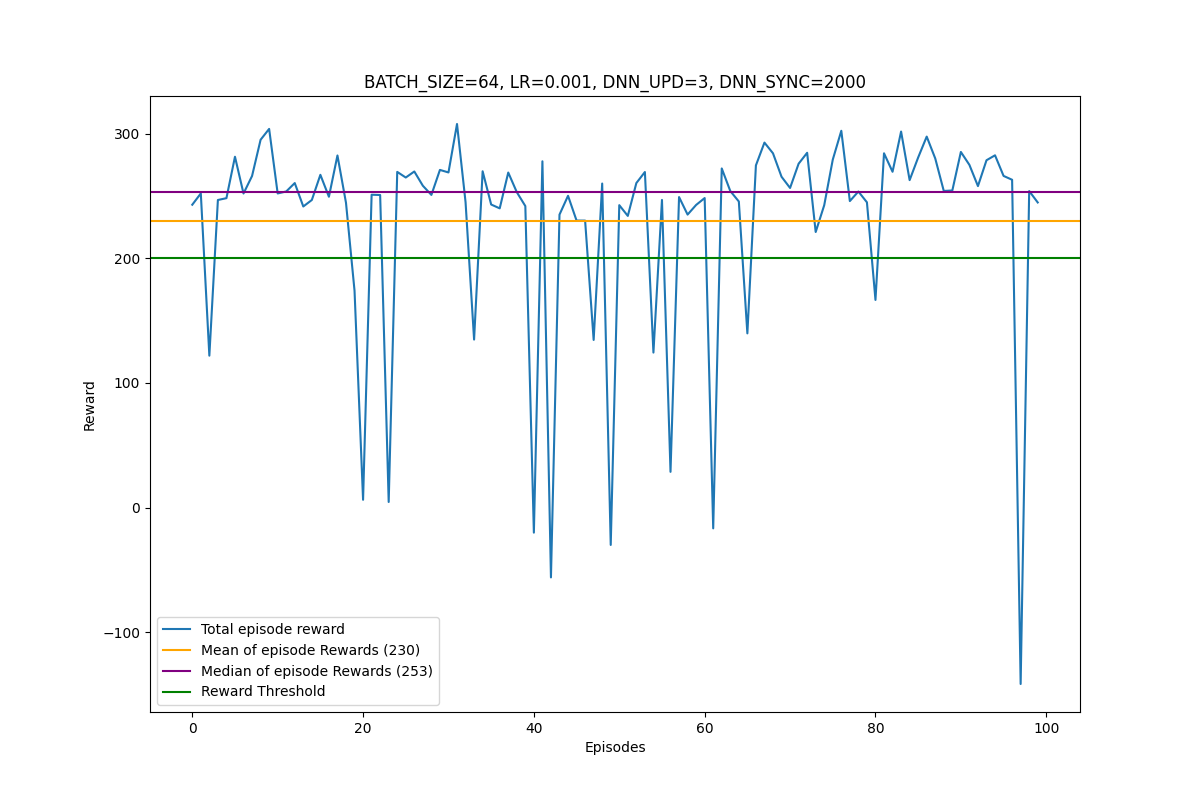 BATCH_SIZE=64, LR=0.001, DNN_UPD=3, DNN_SYNC=2000
300
200
100
0
−100
Reward
Total episode reward
Mean of episode Rewards (230)
Median of episode Rewards (253)
Reward Threshold
0 20 40 60 80 100
Episodes